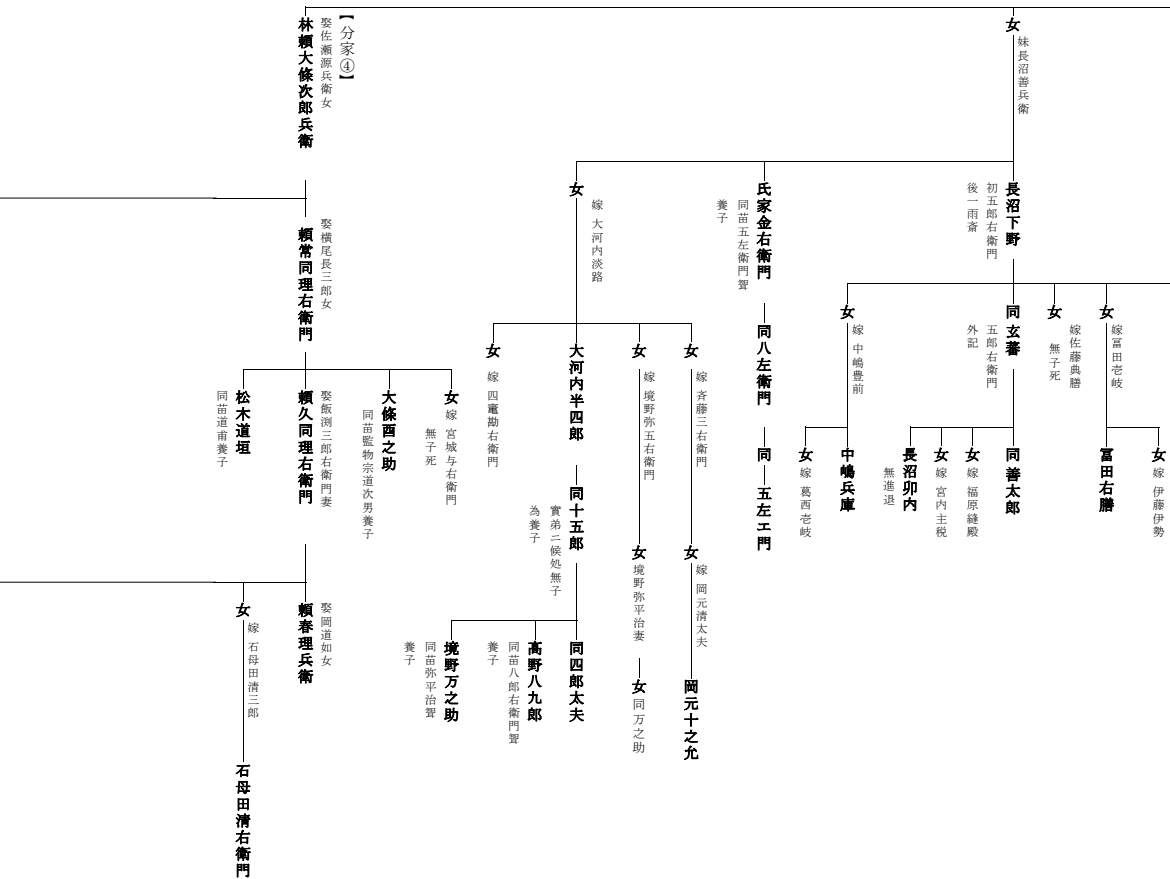 女
妹長沼善兵衛
【分家④】
娶佐瀬源兵衛女
林頼大條次郎兵衛
長沼下野
初五郎右衛門
後一雨斎
氏家金右衛門
同苗五左衛門聟
養子
女
嫁 大河内淡路
娶横尾長三郎女
頼常同理右衛門
女
嫁冨田壱岐
女
嫁佐藤典膳
無子死
同玄蕃
五郎右衛門
外記
女
嫁 中嶋豊前
同八左衛門
女
嫁 斉藤三右衛門
女
嫁 境野弥五右衛門
大河内半四郎
女
嫁 四竃勘右衛門
女
嫁 宮城与右衛門
無子死
大條酉之助
同苗監物宗道次男養子
娶飯渕三郎右衛門妻
頼久同理右衛門
松木道垣
同苗道甫養子
女
嫁 伊藤伊勢
冨田右膳
同善太郎
女
嫁 福原縫殿
女
嫁 宮内主税
長沼卯内
無進退
中嶋兵庫
女
嫁 葛西壱岐
同 五左エ門
同十五郎
實弟ニ候処無子
為養子
女
嫁 岡元清太夫
女
境野弥平治妻
娶岡道如女
頼春理兵衛
女
嫁 石母田清三郎
岡元十之允
女
同万之助
同四郎太夫
高野八九郎
同苗八郎右衛門聟
養子
境野万之助
同苗弥平治聟
養子
石母田清右衛門